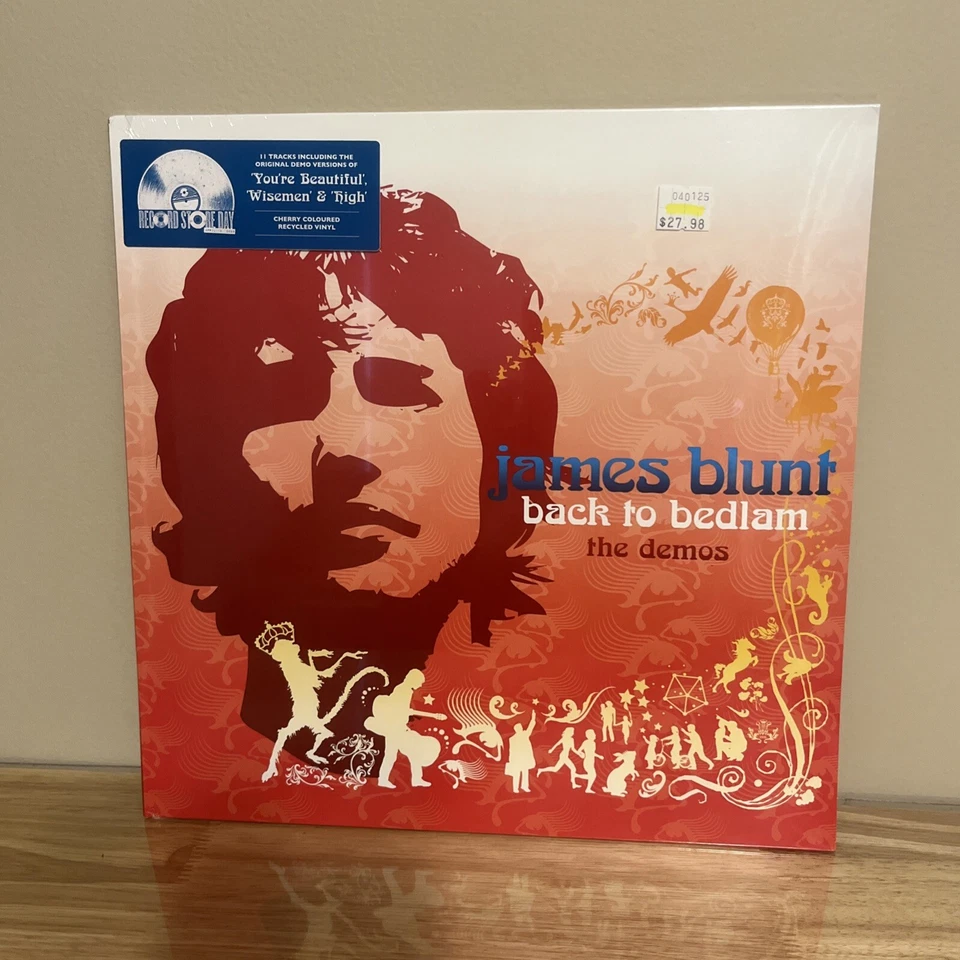 11 TRACKS INCLUDING THE
ORIGINAL DEMO VERSIONS OF
'You're Beautiful',
'Wisemen' & 'High'
CHERRY COLOURED
RECYCLED VINYL
RECORD STORE DAY
040125
$27.98
james blunt
back to bedlam
the demos